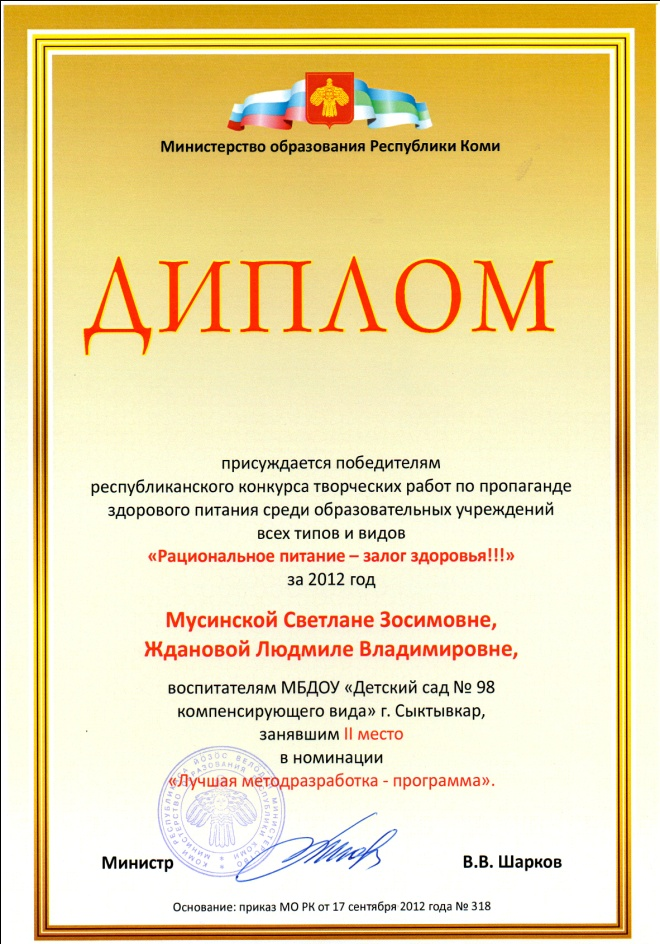 Министерство образования Республики Коми
ДИПЛОМ
присуждается победителям
республиканского конкурса творческих работ по пропаганде
здорового питания среди образовательных учреждений
всех типов и видов
«Рациональное питание – залог здоровья!!!»
за 2012 год
Мусинской Светлане Зосимовне,
Ждановой Людмиле Владимировне,
воспитателям МБДОУ «Детский сад № 98
компенсирующего вида» г. Сыктывкар,
занявшим II место
в номинации
«Лучшая методразработка - программа».
Министр
В.В. Шарков
Основание: приказ МО РК от 17 сентября 2012 года № 318